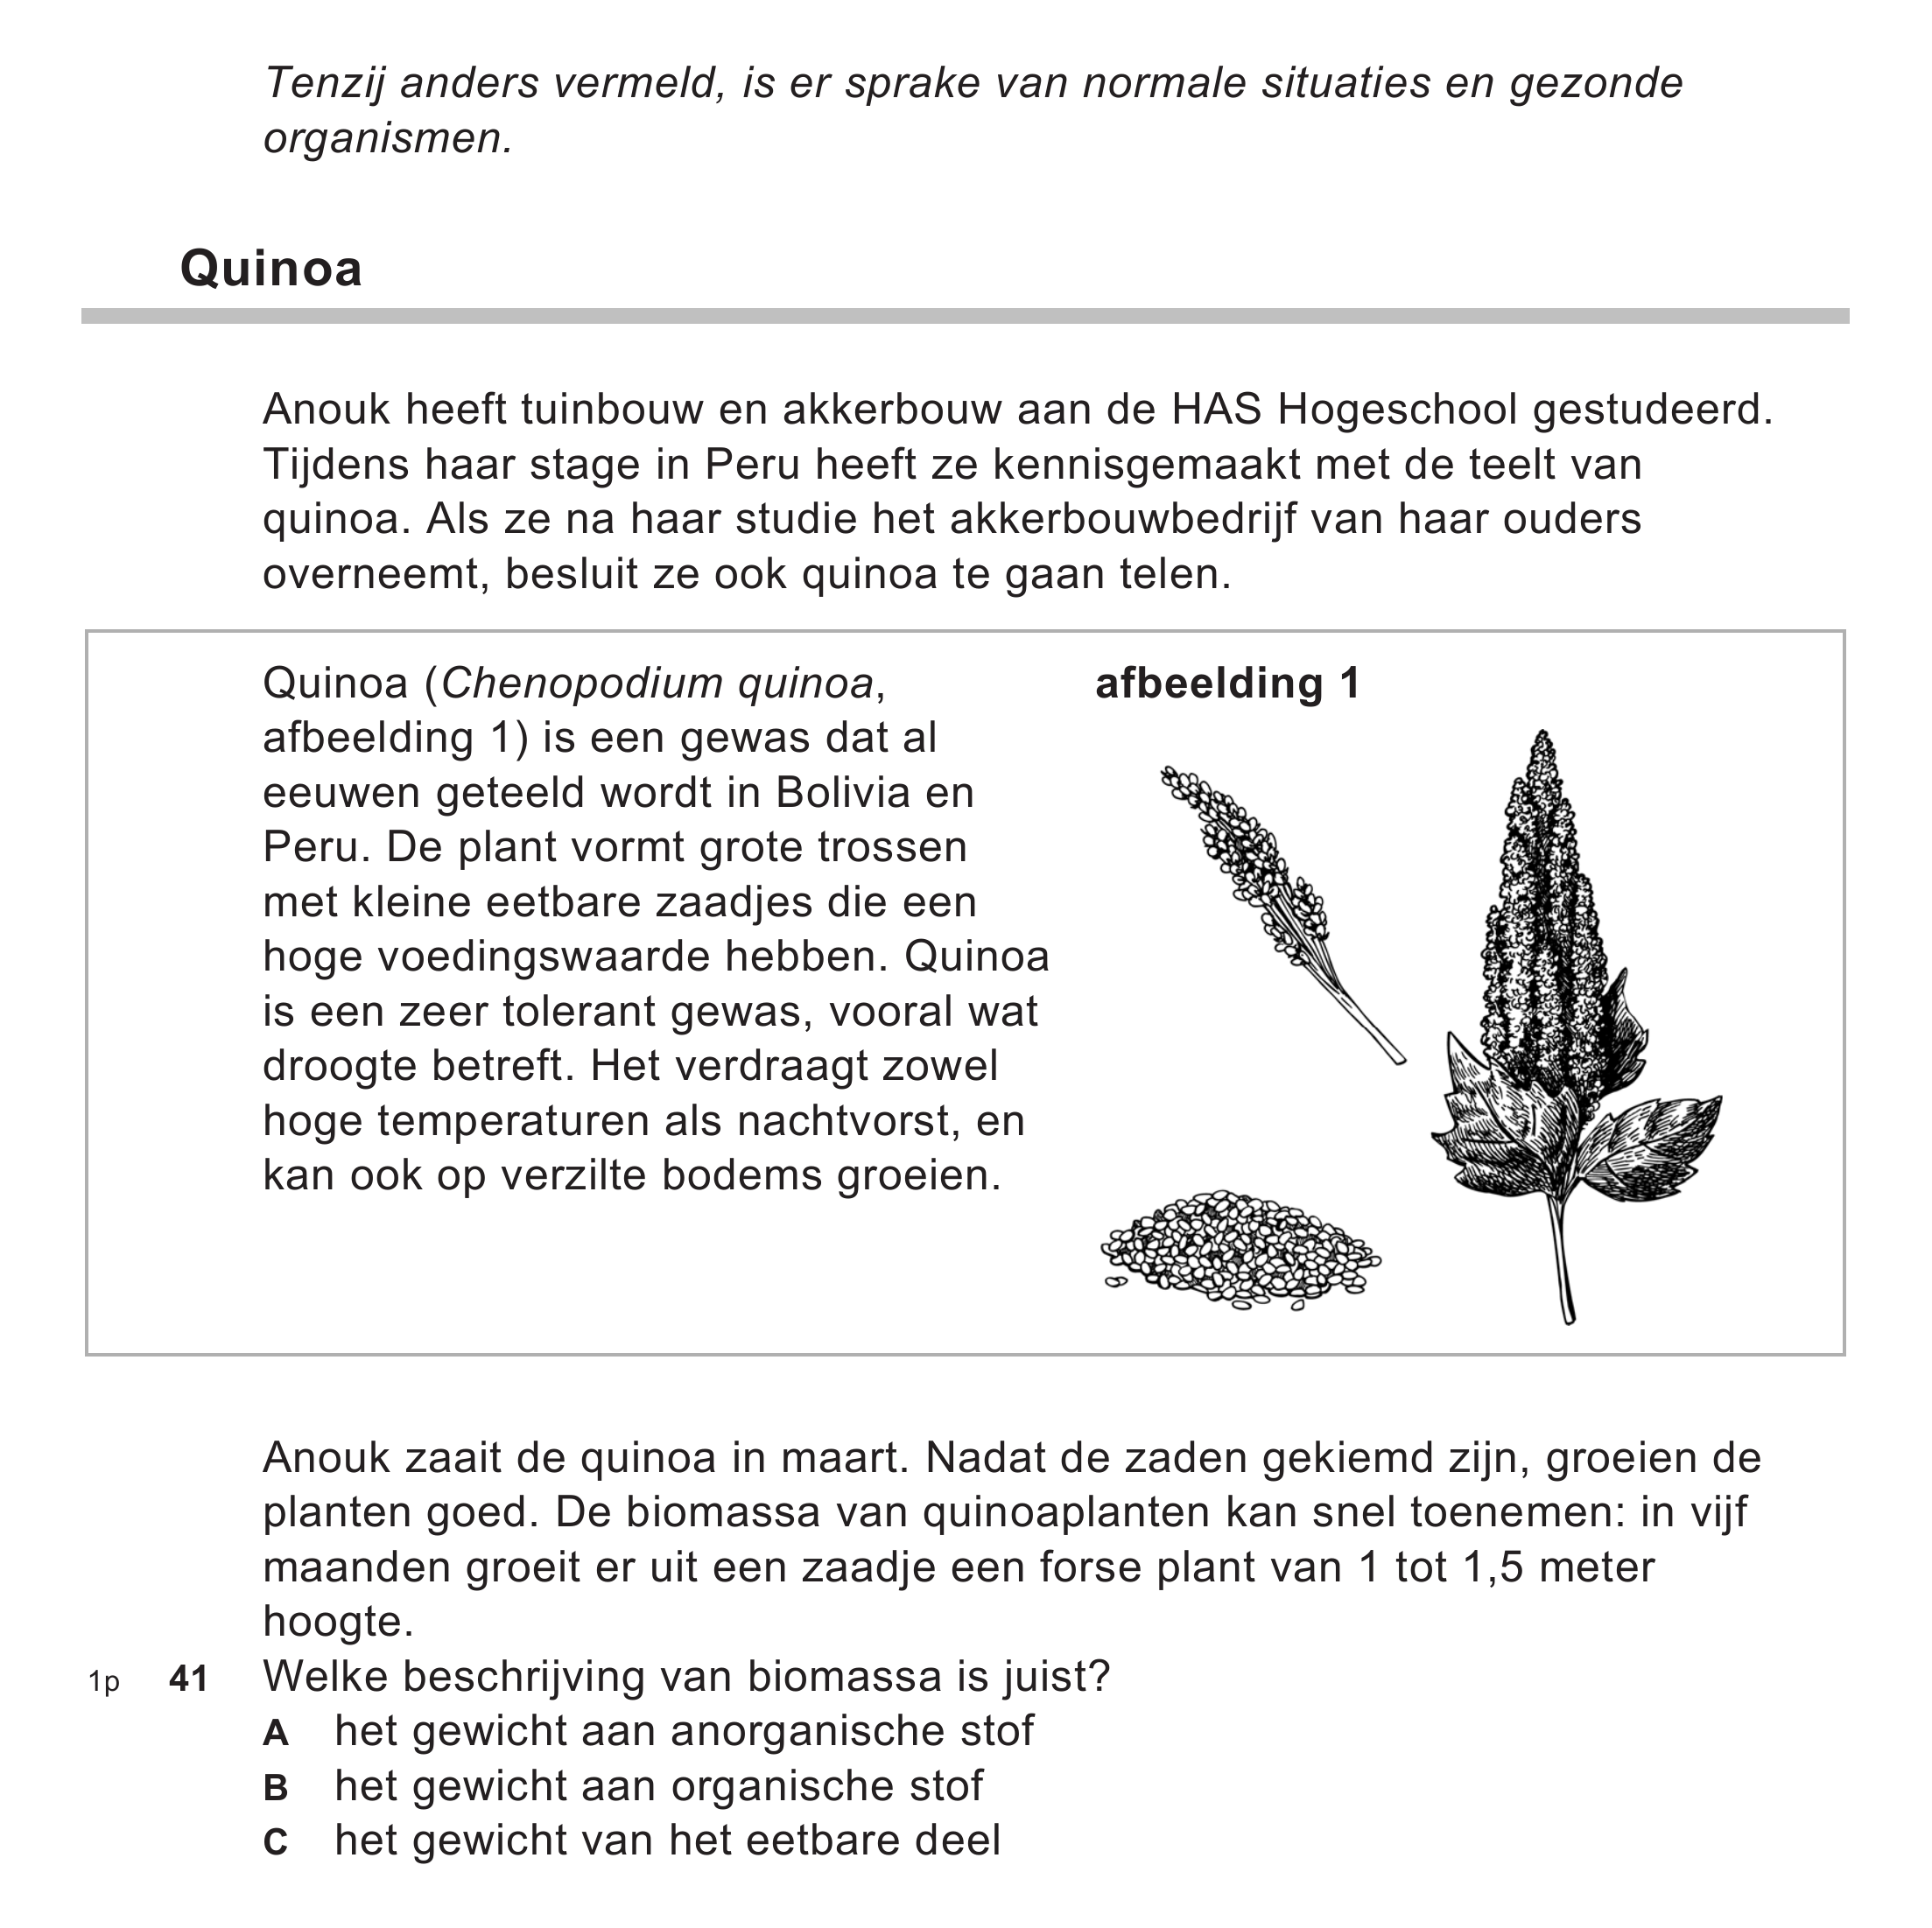 Tenzij anders vermeld, is er sprake van normale situaties en gezonde
organismen.
Quinoa
Anouk heeft tuinbouw en akkerbouw aan de HAS Hogeschool gestudeerd.
Tijdens haar stage in Peru heeft ze kennisgemaakt met de teelt van
quinoa. Als ze na haar studie het akkerbouwbedrijf van haar ouders
overneemt, besluit ze ook quinoa te gaan telen.
Quinoa (Chenopodium quinoa,
afbeelding 1) is een gewas dat al
eeuwen geteeld wordt in Bolivia en
Peru. De plant vormt grote trossen
met kleine eetbare zaadjes die een
hoge voedingswaarde hebben. Quinoa
is een zeer tolerant gewas, vooral wat
droogte betreft. Het verdraagt zowel
hoge temperaturen als nachtvorst, en
kan ook op verzilte bodems groeien.
afbeelding 1
Anouk zaait de quinoa in maart. Nadat de zaden gekiemd zijn, groeien de
planten goed. De biomassa van quinoaplanten kan snel toenemen: in vijf
maanden groeit er uit een zaadje een forse plant van 1 tot 1,5 meter
hoogte.
1p 41 Welke beschrijving van biomassa is juist?
A het gewicht aan anorganische stof
B het gewicht aan organische stof
C het gewicht van het eetbare deel